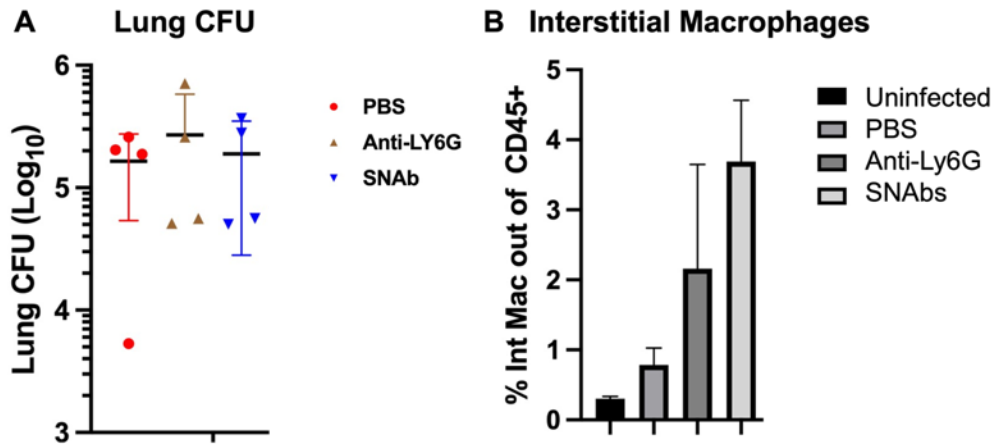 A Lung CFU
Lung CFU (Log10)
6
5
4
3
PBS
Anti-LY6G
SNAb
B Interstitial Macrophages
% Int Mac out of CD45+
5
4
3
2
1
0
Uninfected
PBS
Anti-Ly6G
SNAbs